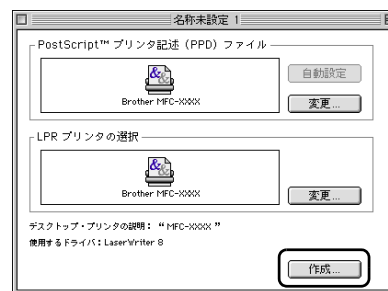 名称未設定 1
PostScript™ プリンタ記述（PPD）ファイル
自動設定
Brother MFC-XXXX
変更...
LPR プリンタの選択
Brother MFC-XXXX
変更...
デスクトップ・プリンタの説明： “ MFC-XXXX ”
使用するドライバ：LaserWriter 8
作成...